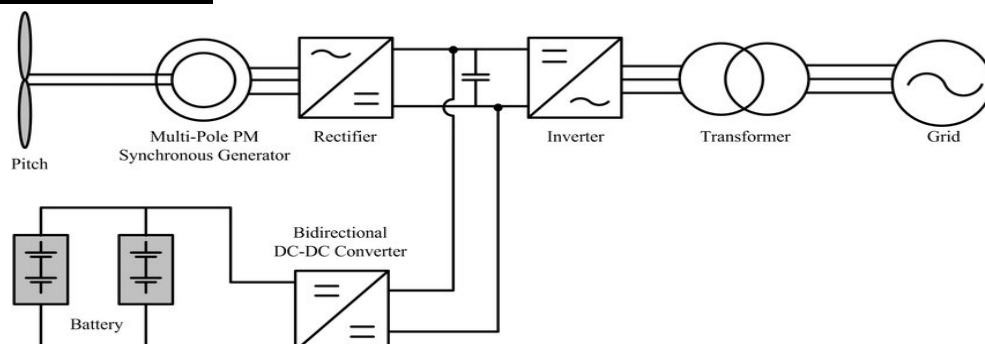 Pitch
Multi-Pole PM
Synchronous Generator
Rectifier
Inverter
Transformer
Grid
Bidirectional
DC-DC Converter
Battery